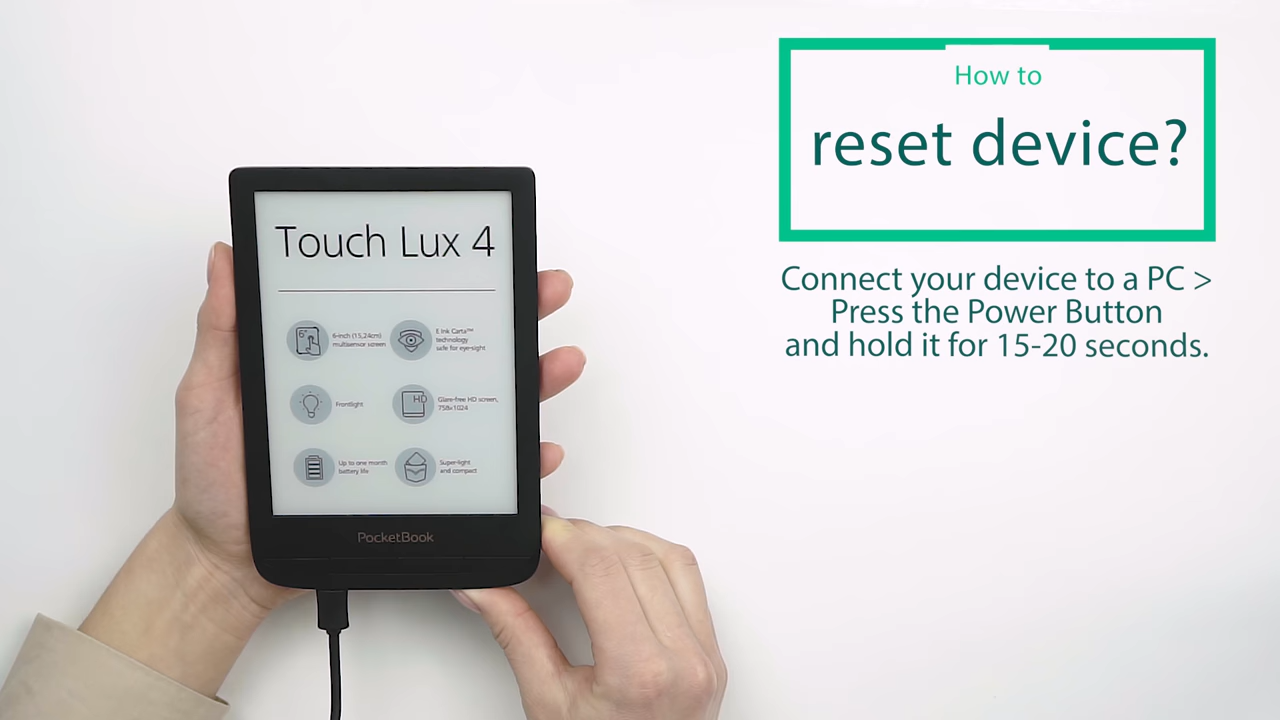 How to
reset device?
Connect your device to a PC >
Press the Power Button
and hold it for 15-20 seconds.
Touch Lux 4
6"
6-inch (15,24cm)
multisensor screen
E Ink Carta™
technology
safe for eye-sight
Frontlight
HD
Glare-free HD screen,
758×1024
Up to one month
battery life
Super-light
and compact
PocketBook